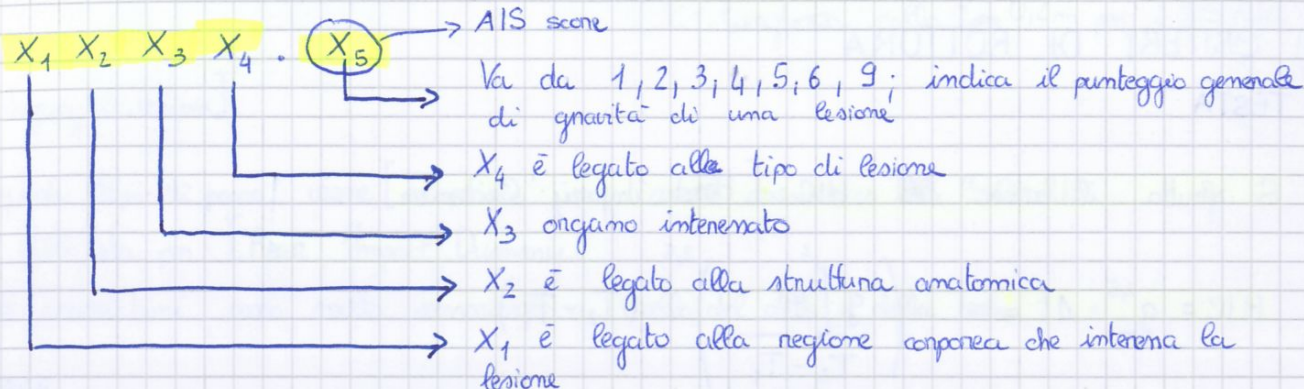 X1 X2 X3 X4 . X5 AIS score
Va da 1, 2, 3, 4, 5, 6, 9; indica il punteggio generale
di gravità di una lesione
X4 è legato alle tipo di lesione
X3 organo interessato
X2 è legato alla struttura anatomica
X1 è legato alla regione corporea che interessa la
lesione